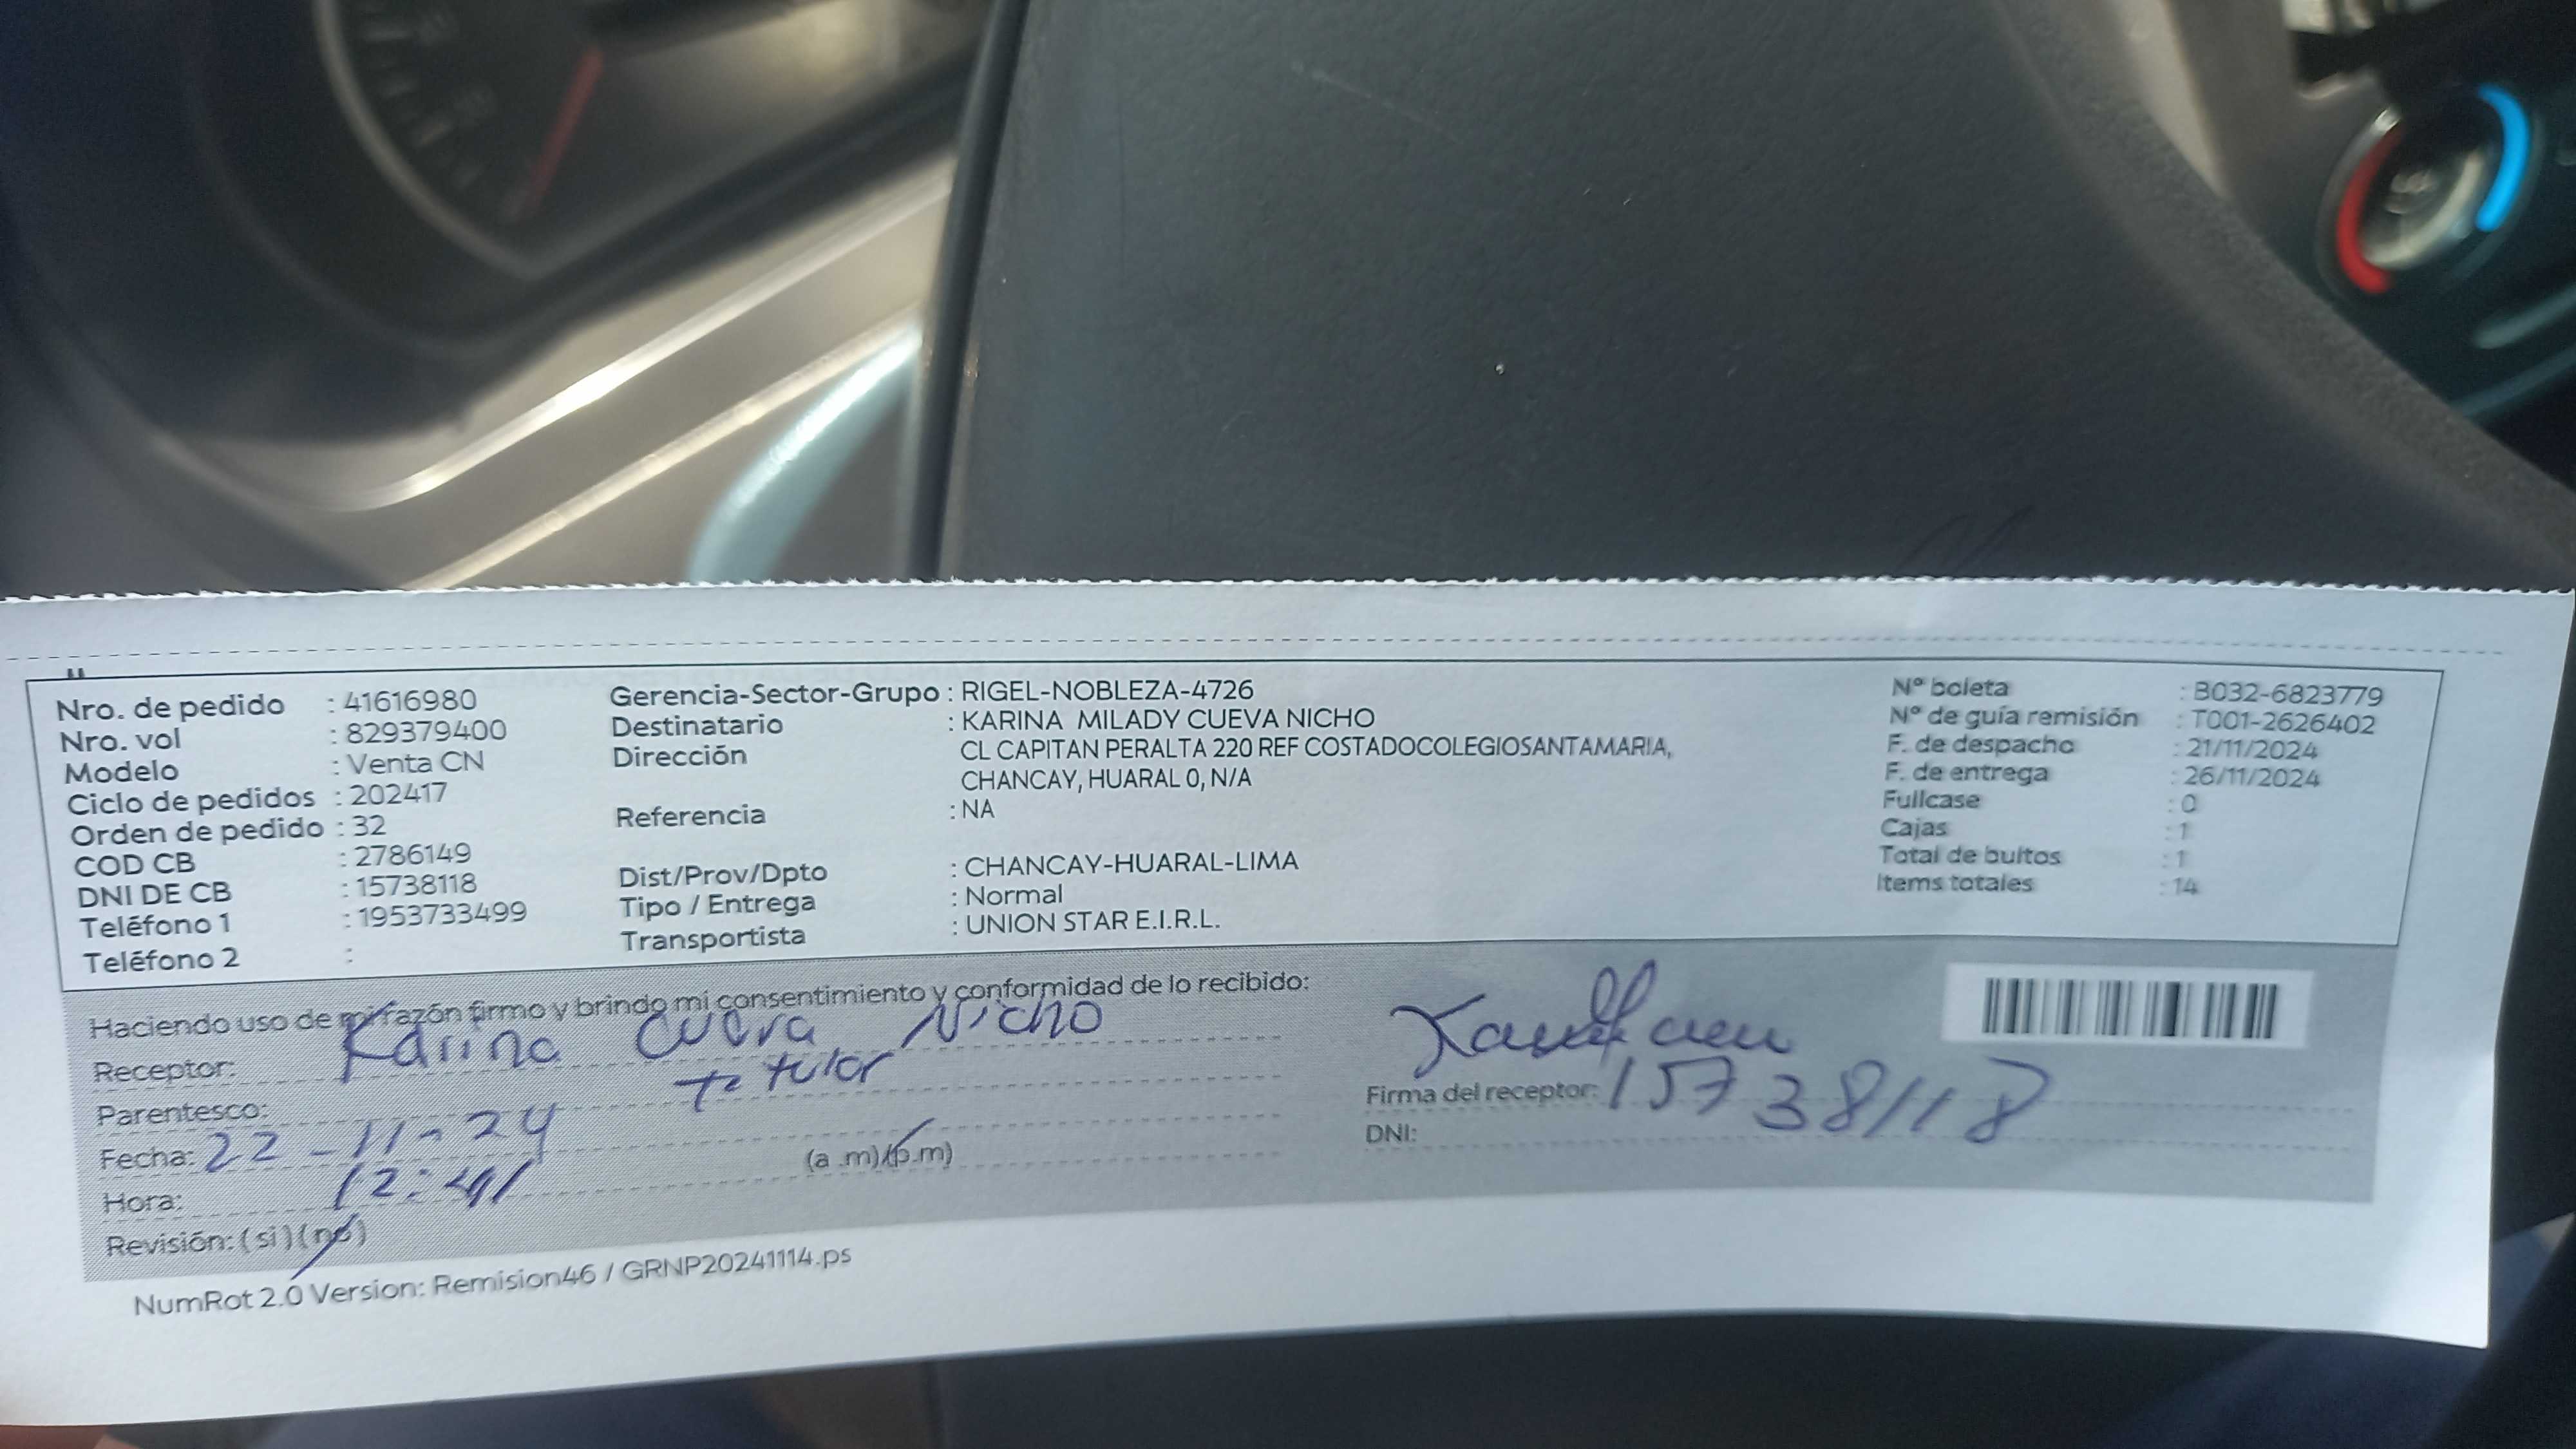 Nro. de pedido : 41616980
Nro. vol : 829379400
Modelo : Venta CN
Ciclo de pedidos : 202417
Orden de pedido : 32
COD CB : 2786149
DNI DE CB : 15738118
Teléfono 1 : 1953733499
Teléfono 2 :
Gerencia-Sector-Grupo : RIGEL-NOBLEZA-4726
Destinatario : KARINA MILADY CUEVA NICHO
Dirección CL CAPITAN PERALTA 220 REF COSTADOCOLEGIOSANTAMARIA,
CHANCAY, HUARAL 0, N/A
Referencia : NA
Dist/Prov/Dpto : CHANCAY-HUARAL-LIMA
Tipo / Entrega : Normal
Transportista : UNION STAR E.I.R.L.
N° boleta : B032-6823779
N° de guía remisión : T001-2626402
F. de despacho : 21/11/2024
F. de entrega : 26/11/2024
Fullcase : 0
Cajas : 1
Total de bultos : 1
Items totales : 14
Haciendo uso de mi razón firmo y brindo mi consentimiento y conformidad de lo recibido:
Receptor: Karina Cueva Nicho
Parentesco: Titular
Fecha: 22-11-24
Hora: 12:41 (a .m)(p.m)
Revisión: (si)(no)
Firma del receptor: 15738118
DNI:
NumRot 2.0 Version: Remision46 / GRNP20241114.ps